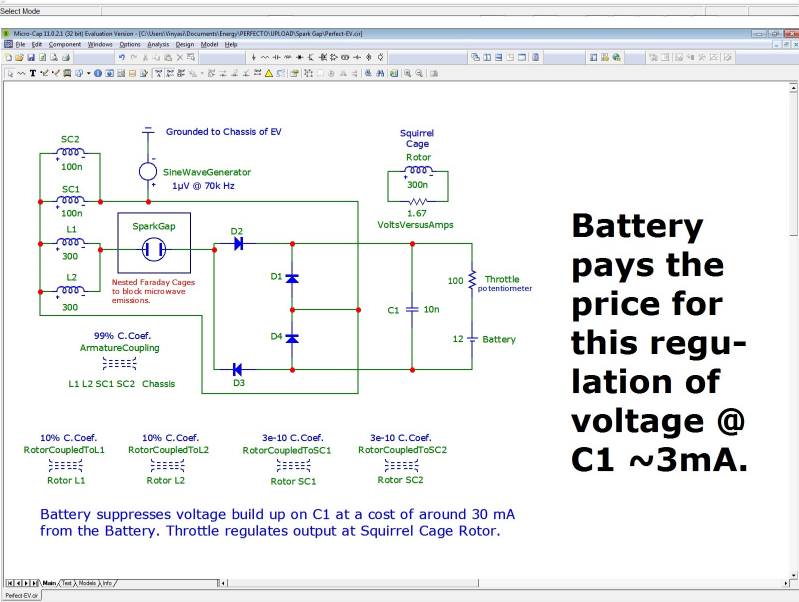 Select Mode
Micro-Cap 11.0.2.1 (32 bit) Evaluation Version - [C:\Users\Vinyasi\Documents\Energy\PERFECTO\UPLOAD\Spark Gap\Perfect-EV.cir]
File Edit Component Windows Options Analysis Design Model Help
Grounded to Chassis of EV
SineWaveGenerator
1µV @ 70k Hz
SC2
100n
SC1
100n
L1
300
L2
300
SparkGap
Nested Faraday Cages
to block microwave
emissions.
D2
D1
D4
D3
Squirrel
Cage
Rotor
300n
1.67
VoltsVersusAmps
C1 10n
100 Throttle
potentiometer
12 Battery
99% C.Coef.
ArmatureCoupling
L1 L2 SC1 SC2 Chassis
10% C.Coef.
RotorCoupledToL1
Rotor L1
10% C.Coef.
RotorCoupledToL2
Rotor L2
3e-10 C.Coef.
RotorCoupledToSC1
Rotor SC1
3e-10 C.Coef.
RotorCoupledToSC2
Rotor SC2
Battery suppresses voltage build up on C1 at a cost of around 30 mA
from the Battery. Throttle regulates output at Squirrel Cage Rotor.
Battery
pays the
price for
this regu-
lation of
voltage @
C1 ~3mA.
Main Text Models Info
Perfect-EV.cir